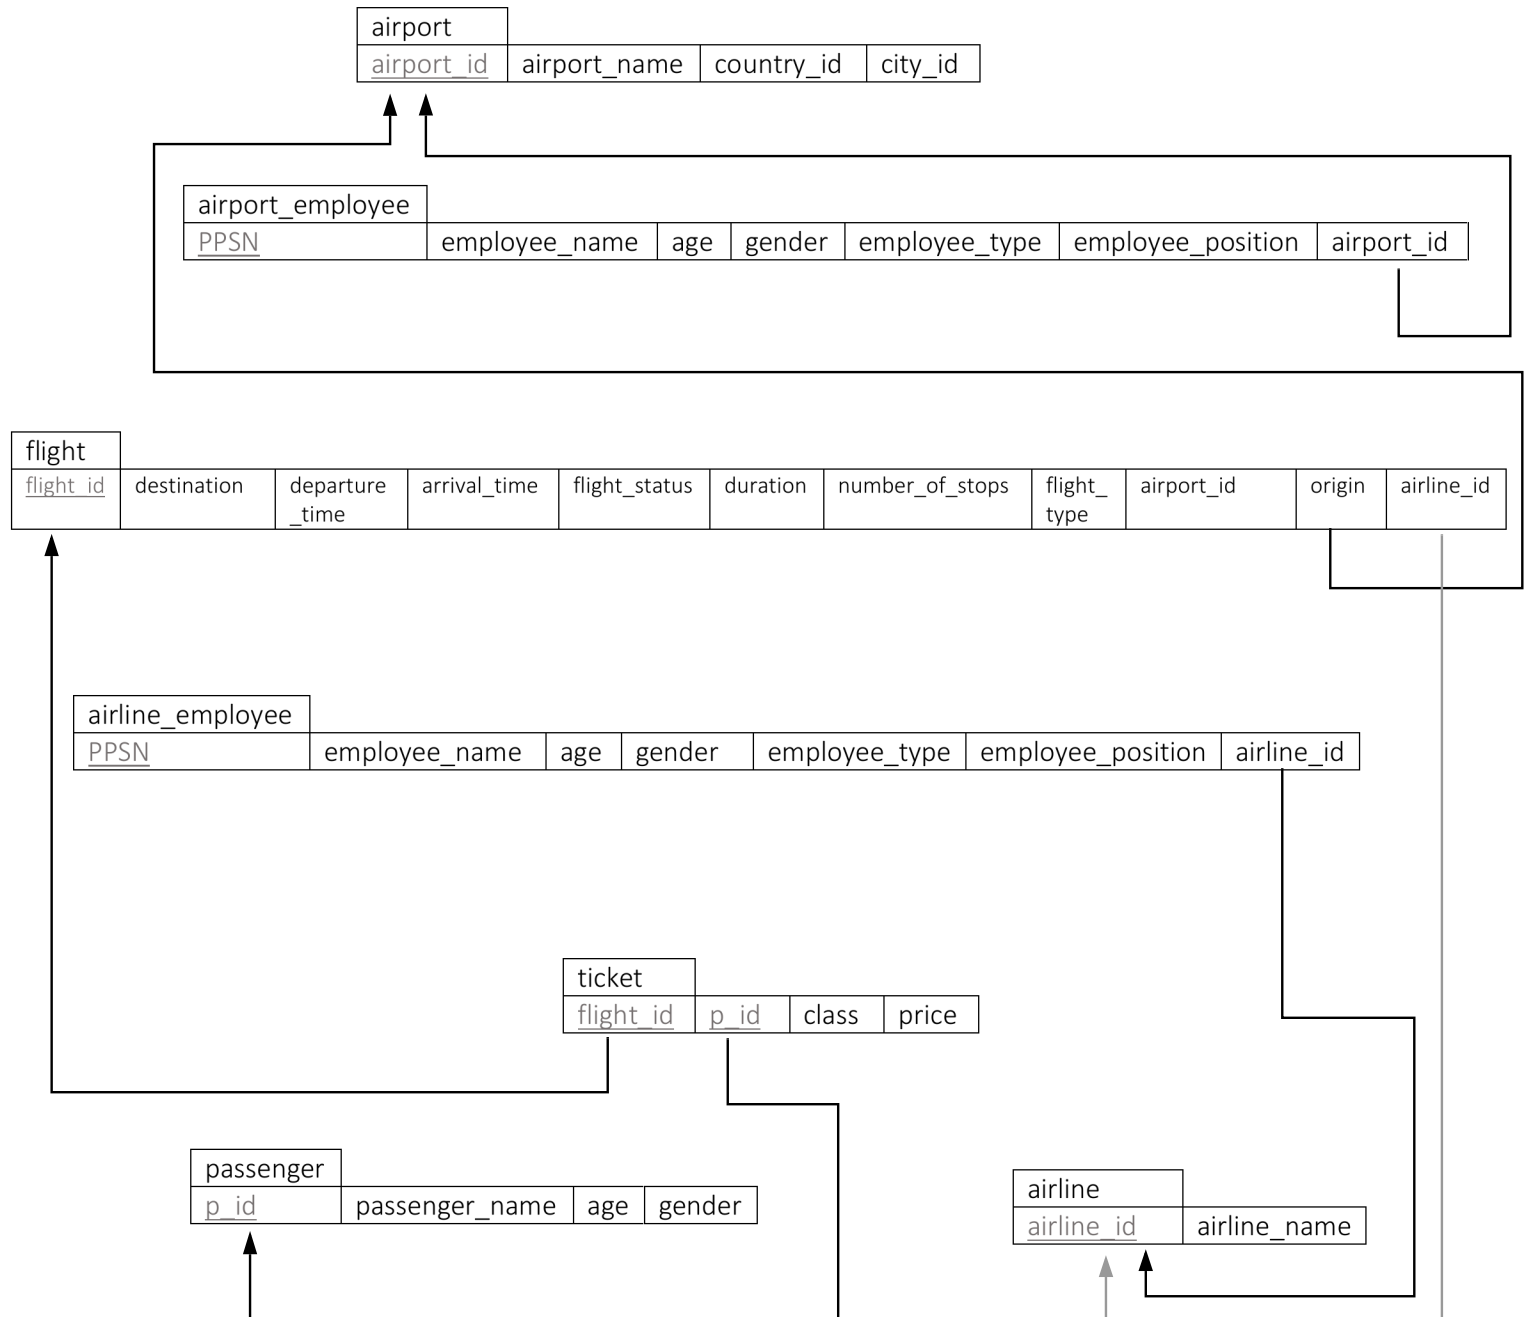 airport
airport_id airport_name country_id city_id
airport_employee
PPSN employee_name age gender employee_type employee_position airport_id
flight
flight_id destination departure arrival_time flight_status duration number_of_stops flight_ airport_id origin airline_id
_time type
airline_employee
PPSN employee_name age gender employee_type employee_position airline_id
ticket
flight_id p_id class price
passenger
p_id passenger_name age gender
airline
airline_id airline_name